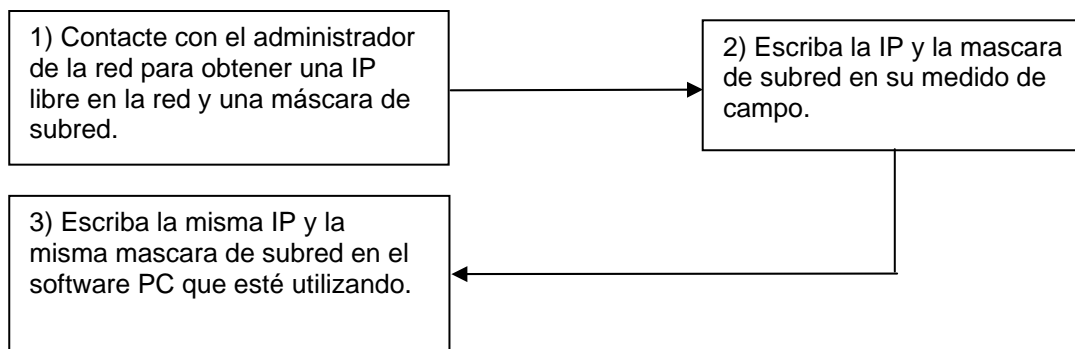 1) Contacte con el administrador
de la red para obtener una IP
libre en la red y una máscara de
subred.
2) Escriba la IP y la mascara
de subred en su medido de
campo.
3) Escriba la misma IP y la
misma mascara de subred en el
software PC que esté utilizando.